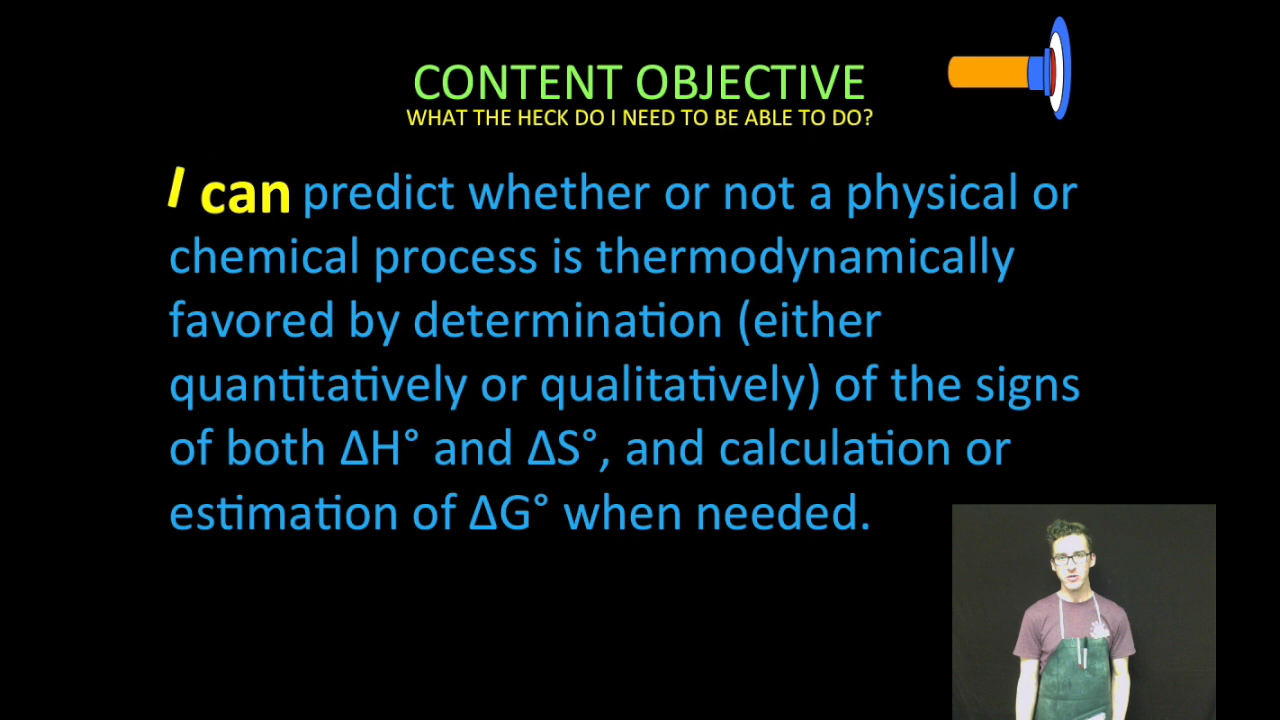 CONTENT OBJECTIVE
WHAT THE HECK DO I NEED TO BE ABLE TO DO?
I can predict whether or not a physical or
chemical process is thermodynamically
favored by determination (either
quantitatively or qualitatively) of the signs
of both ΔH° and ΔS°, and calculation or
estimation of ΔG° when needed.